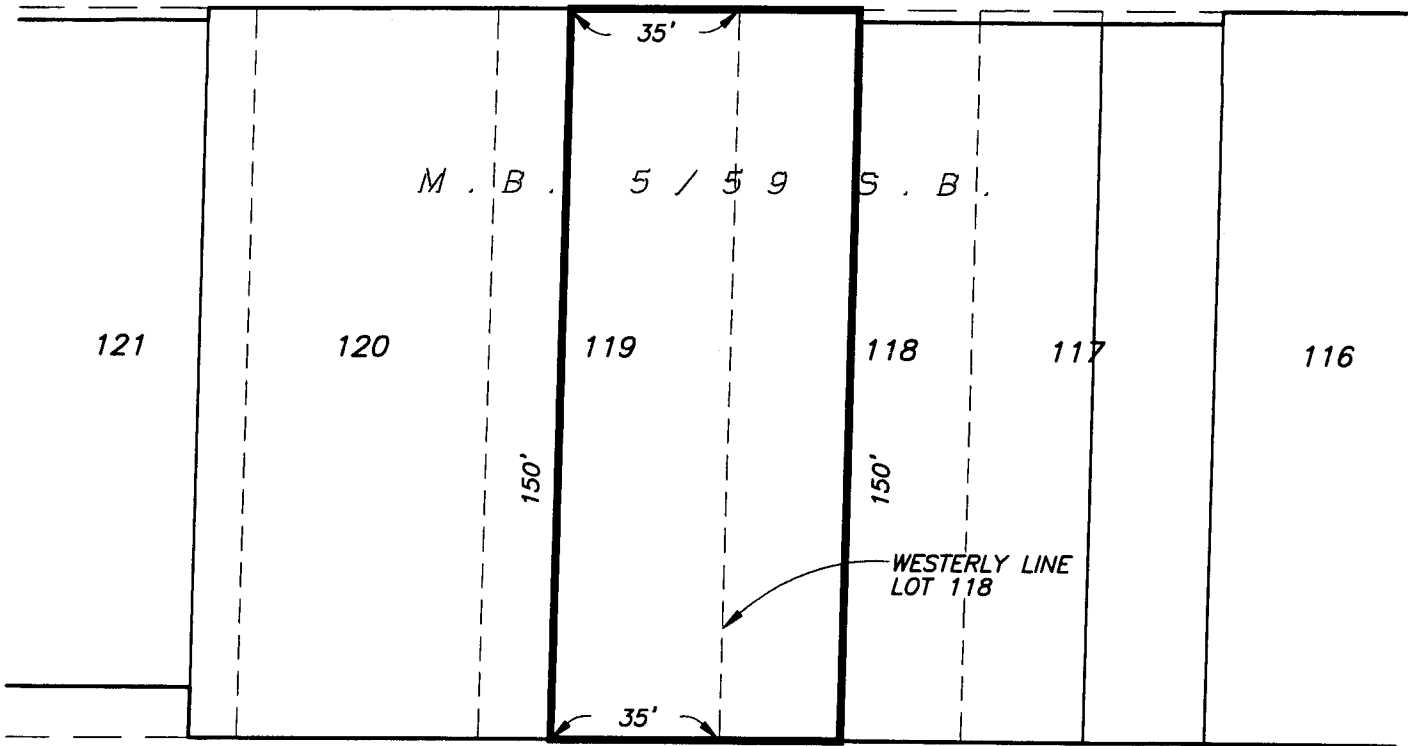 35'
M . B . 5 / 5 9 S . B .
121 120 119 118 117 116
150' 150'
WESTERLY LINE
LOT 118
35'